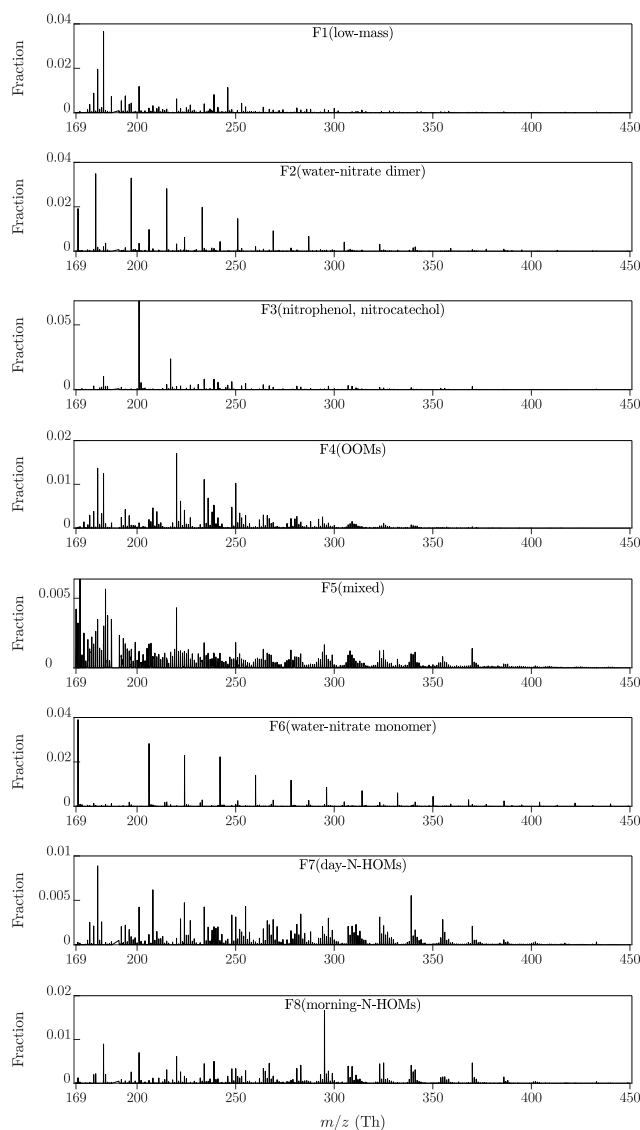 F1(low-mass)
0.04
0.02
0
Fraction
169 200 250 300 350 400 450
F2(water-nitrate dimer)
0.04
0.02
0
Fraction
169 200 250 300 350 400 450
F3(nitrophenol, nitrocatechol)
0.05
0
Fraction
169 200 250 300 350 400 450
F4(OOMs)
0.02
0.01
0
Fraction
169 200 250 300 350 400 450
F5(mixed)
0.005
0
Fraction
169 200 250 300 350 400 450
F6(water-nitrate monomer)
0.04
0.02
0
Fraction
169 200 250 300 350 400 450
F7(day-N-HOMs)
0.01
0.005
0
Fraction
169 200 250 300 350 400 450
F8(morning-N-HOMs)
0.02
0.01
0
Fraction
169 200 250 300 350 400 450
m/z (Th)